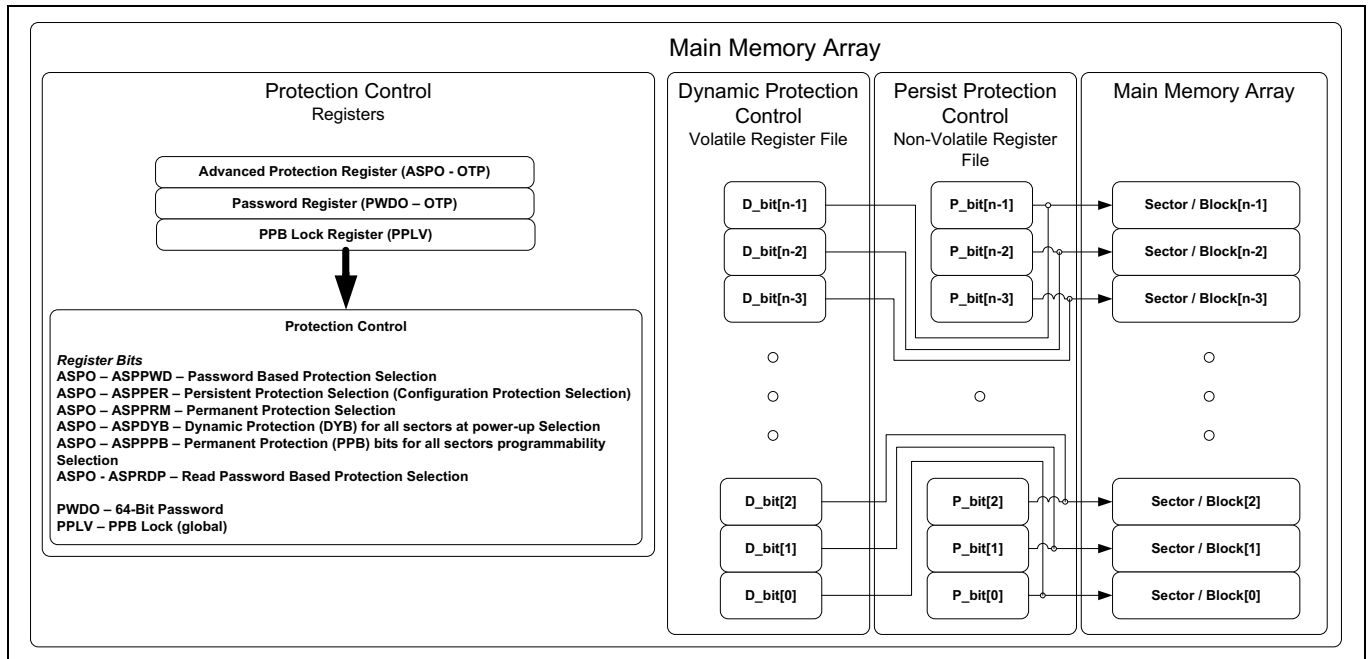 Main Memory Array
Protection Control
Registers
Advanced Protection Register (ASPO - OTP)
Password Register (PWDO – OTP)
PPB Lock Register (PPLV)
Protection Control
Register Bits
ASPO – ASPPWD – Password Based Protection Selection
ASPO – ASPPER – Persistent Protection Selection (Configuration Protection Selection)
ASPO – ASPPRM – Permanent Protection Selection
ASPO – ASPDYB – Dynamic Protection (DYB) for all sectors at power-up Selection
ASPO – ASPPPB – Permanent Protection (PPB) bits for all sectors programmability
Selection
ASPO - ASPRDP – Read Password Based Protection Selection
PWDO – 64-Bit Password
PPLV – PPB Lock (global)
Dynamic Protection
Control
Volatile Register File
D_bit[n-1]
D_bit[n-2]
D_bit[n-3]
D_bit[2]
D_bit[1]
D_bit[0]
Persist Protection
Control
Non-Volatile Register
File
P_bit[n-1]
P_bit[n-2]
P_bit[n-3]
P_bit[2]
P_bit[1]
P_bit[0]
Main Memory Array
Sector / Block[n-1]
Sector / Block[n-2]
Sector / Block[n-3]
Sector / Block[2]
Sector / Block[1]
Sector / Block[0]